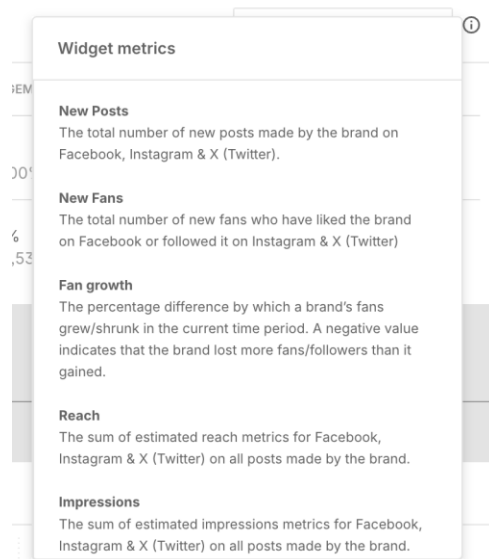 Widget metrics
New Posts
The total number of new posts made by the brand on
Facebook, Instagram & X (Twitter).
New Fans
The total number of new fans who have liked the brand
on Facebook or followed it on Instagram & X (Twitter)
Fan growth
The percentage difference by which a brand's fans
grew/shrunk in the current time period. A negative value
indicates that the brand lost more fans/followers than it
gained.
Reach
The sum of estimated reach metrics for Facebook,
Instagram & X (Twitter) on all posts made by the brand.
Impressions
The sum of estimated impressions metrics for Facebook,
Instagram & X (Twitter) on all posts made by the brand.